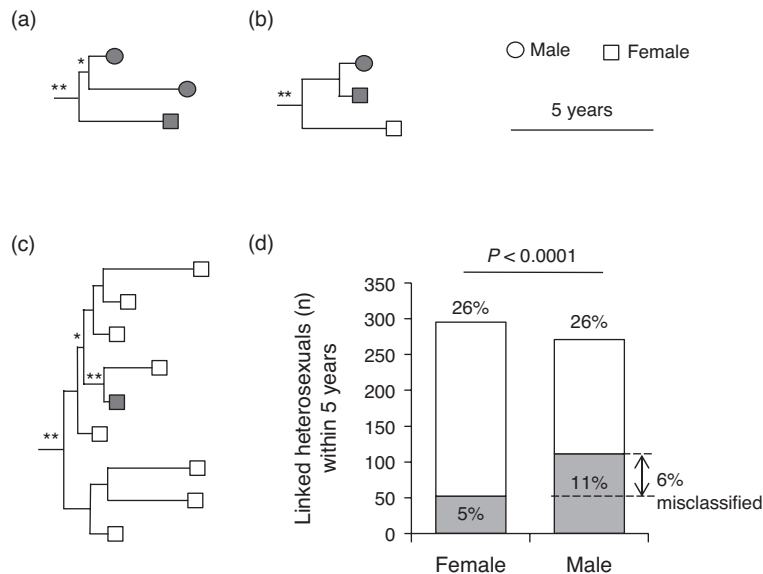 (a)
(b)
Male
Female
*
**
**
5 years
(c)
*
**
**
(d)
P < 0.0001
Linked heterosexuals (n)
within 5 years
350
300
250
200
150
100
50
0
26%
26%
5%
11%
6%
misclassified
Female
Male